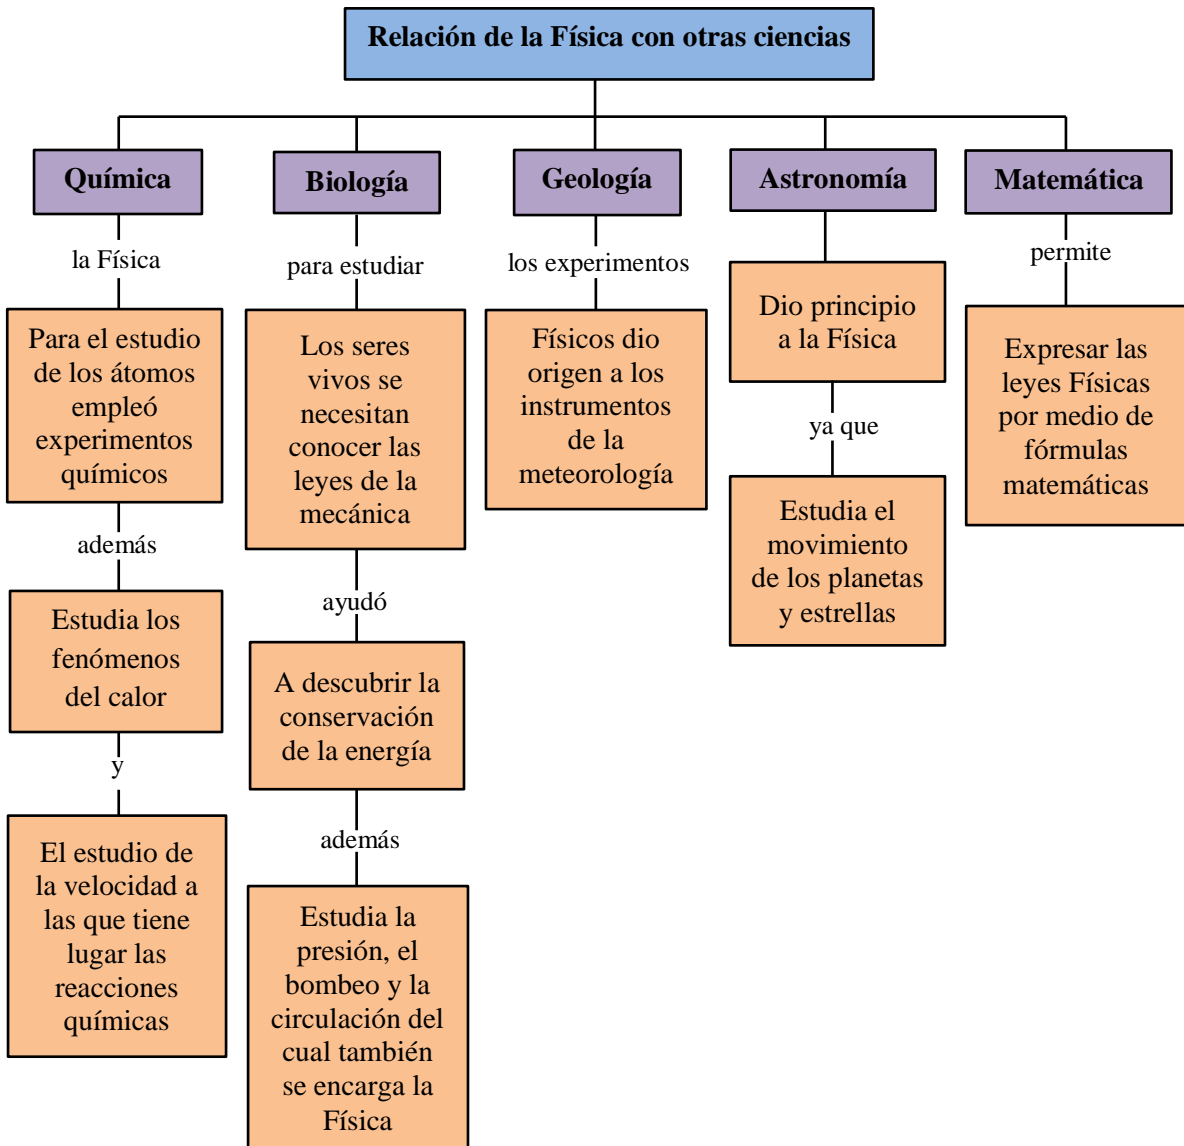 Relación de la Física con otras ciencias
Química
la Física
Para el estudio
de los átomos
empleó
experimentos
químicos
además
Estudia los
fenómenos
del calor
y
El estudio de
la velocidad a
las que tiene
lugar las
reacciones
químicas
Biología
para estudiar
Los seres
vivos se
necesitan
conocer las
leyes de la
mecánica
ayudó
A descubrir la
conservación
de la energía
además
Estudia la
presión, el
bombeo y la
circulación del
cual también
se encarga la
Física
Geología
los experimentos
Físicos dio
origen a los
instrumentos
de la
meteorología
Astronomía
Dio principio
a la Física
ya que
Estudia el
movimiento
de los planetas
y estrellas
Matemática
permite
Expresar las
leyes Físicas
por medio de
fórmulas
matemáticas